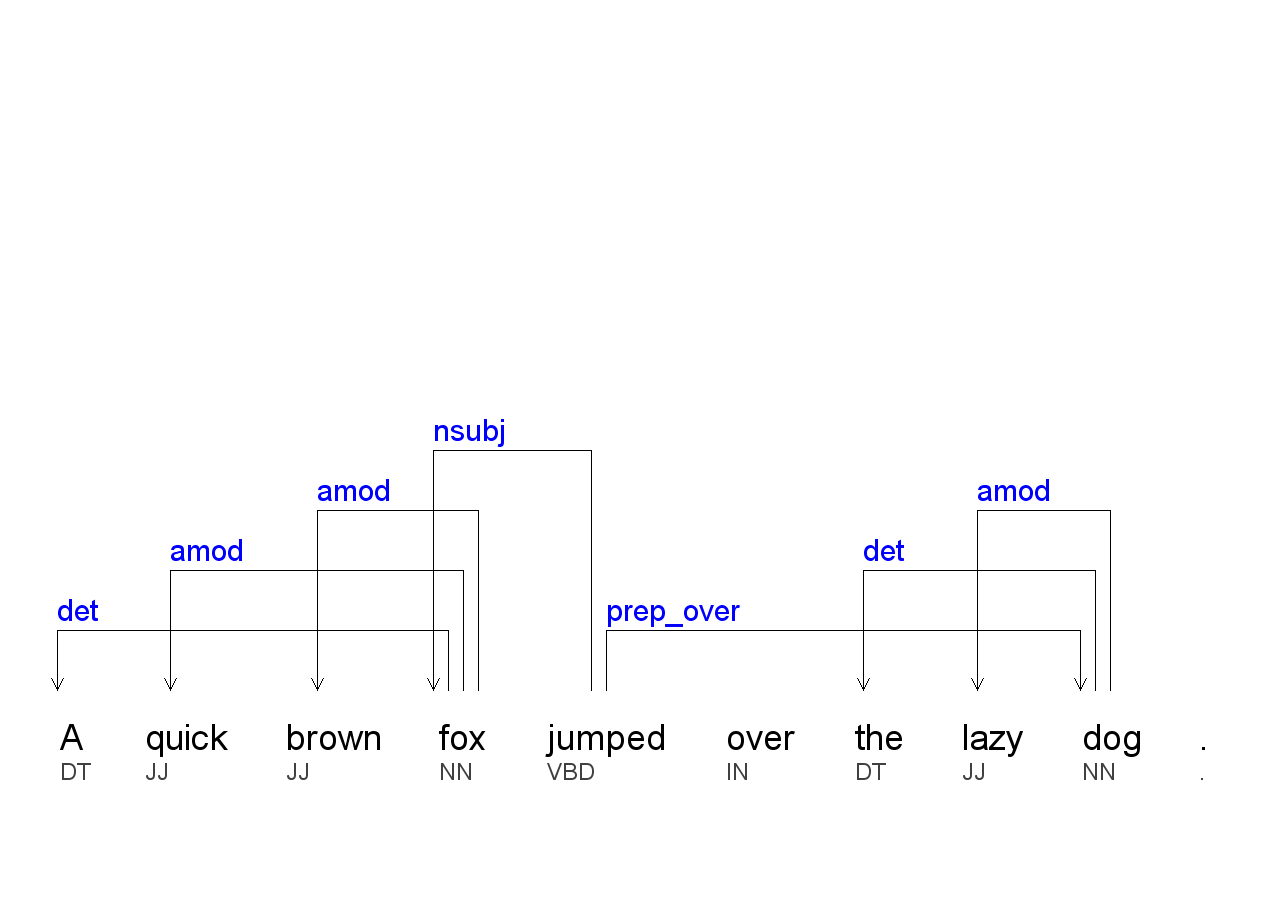 nsubj
amod amod
amod det
det prep_over
A quick brown fox jumped over the lazy dog .
DT JJ JJ NN VBD IN DT JJ NN .